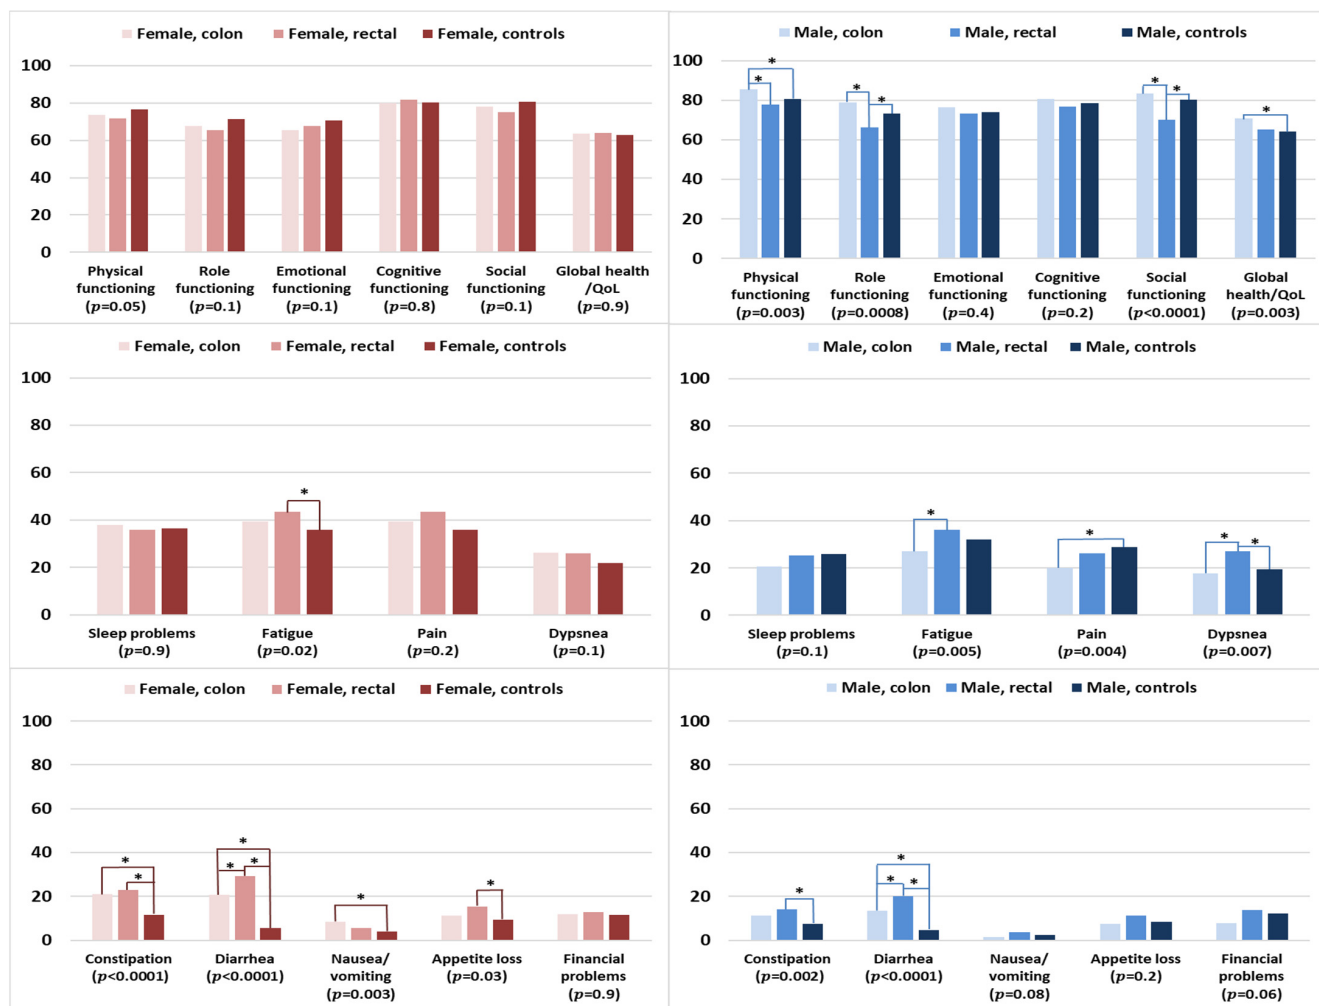 Female, colon Female, rectal Female, controls
100
80
60
40
20
0
Physical functioning (p=0.05)
Role functioning (p=0.1)
Emotional functioning (p=0.1)
Cognitive functioning (p=0.8)
Social functioning (p=0.1)
Global health /QoL (p=0.9)
Male, colon Male, rectal Male, controls
100
80
60
40
20
0
* * * * * * *
Physical functioning (p=0.003)
Role functioning (p=0.0008)
Emotional functioning (p=0.4)
Cognitive functioning (p=0.2)
Social functioning (p<0.0001)
Global health/QoL (p=0.003)
Female, colon Female, rectal Female, controls
100
80
60
40
20
0
*
Sleep problems (p=0.9)
Fatigue (p=0.02)
Pain (p=0.2)
Dypsnea (p=0.1)
Male, colon Male, rectal Male, controls
100
80
60
40
20
0
* * * *
Sleep problems (p=0.1)
Fatigue (p=0.005)
Pain (p=0.004)
Dypsnea (p=0.007)
Female, colon Female, rectal Female, controls
100
80
60
40
20
0
* * * * * * *
Constipation (p<0.0001)
Diarrhea (p<0.0001)
Nausea/ vomiting (p=0.003)
Appetite loss (p=0.03)
Financial problems (p=0.9)
Male, colon Male, rectal Male, controls
100
80
60
40
20
0
* * * *
Constipation (p=0.002)
Diarrhea (p<0.0001)
Nausea/ vomiting (p=0.08)
Appetite loss (p=0.2)
Financial problems (p=0.06)